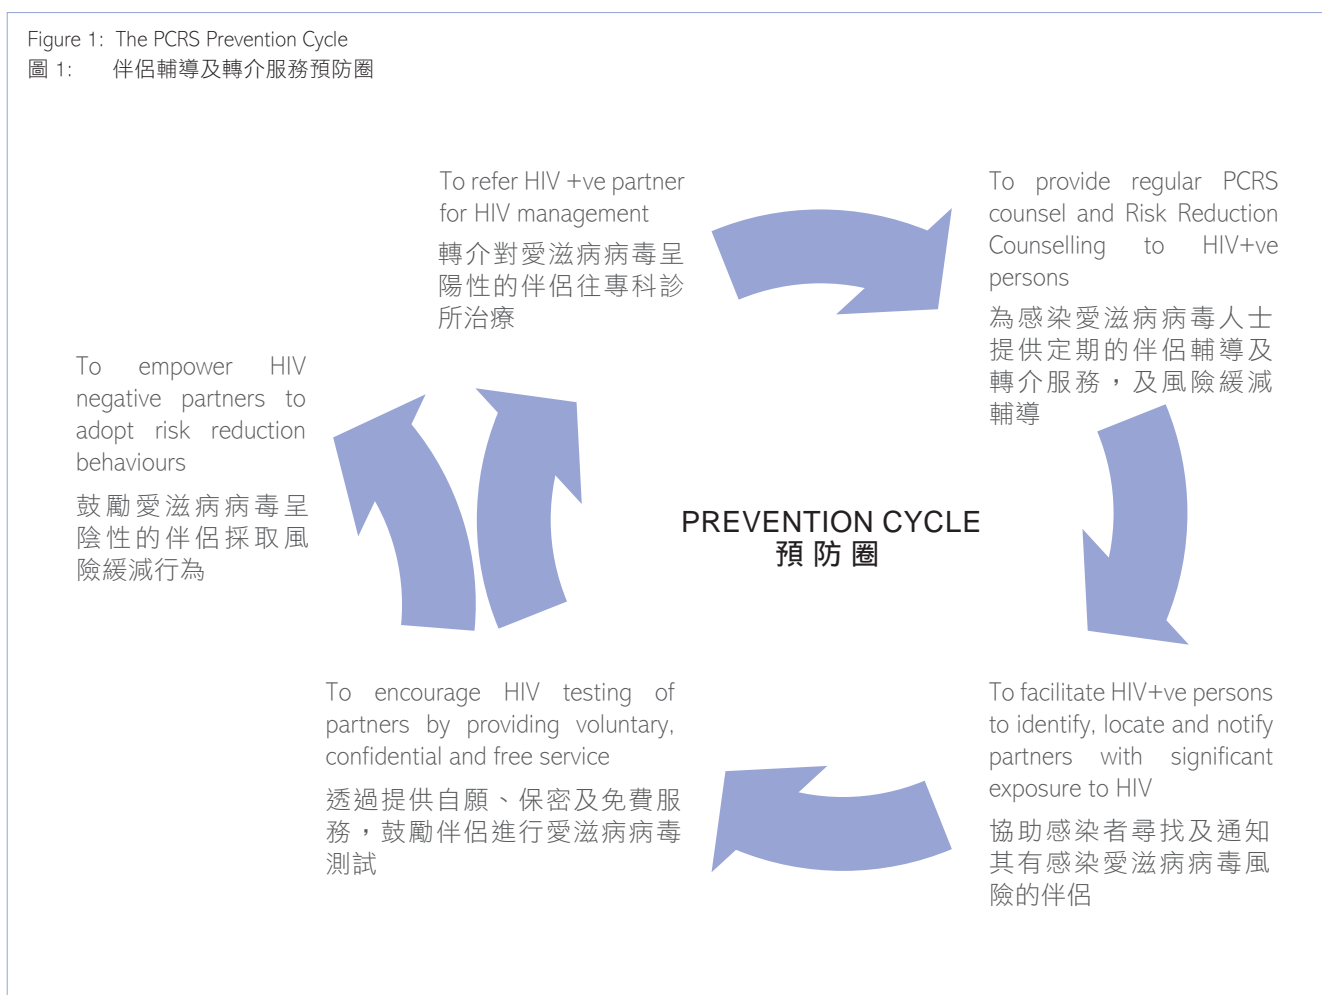 Figure 1: The PCRS Prevention Cycle
圖 1: 伴侶輔導及轉介服務預防圈
To refer HIV +ve partner
for HIV management
轉介對愛滋病病毒呈
陽性的伴侶往專科診
所治療
To provide regular PCRS
counsel and Risk Reduction
Counselling to HIV+ve
persons
為感染愛滋病病毒人士
提供定期的伴侶輔導及
轉介服務，及風險緩減
輔導
To empower HIV
negative partners to
adopt risk reduction
behaviours
鼓勵愛滋病病毒呈
陰性的伴侶採取風
險緩減行為
PREVENTION CYCLE
預防圈
To encourage HIV testing of
partners by providing voluntary,
confidential and free service
透過提供自願、保密及免費服
務，鼓勵伴侶進行愛滋病病毒
測試
To facilitate HIV+ve persons
to identify, locate and notify
partners with significant
exposure to HIV
協助感染者尋找及通知
其有感染愛滋病病毒風
險的伴侶